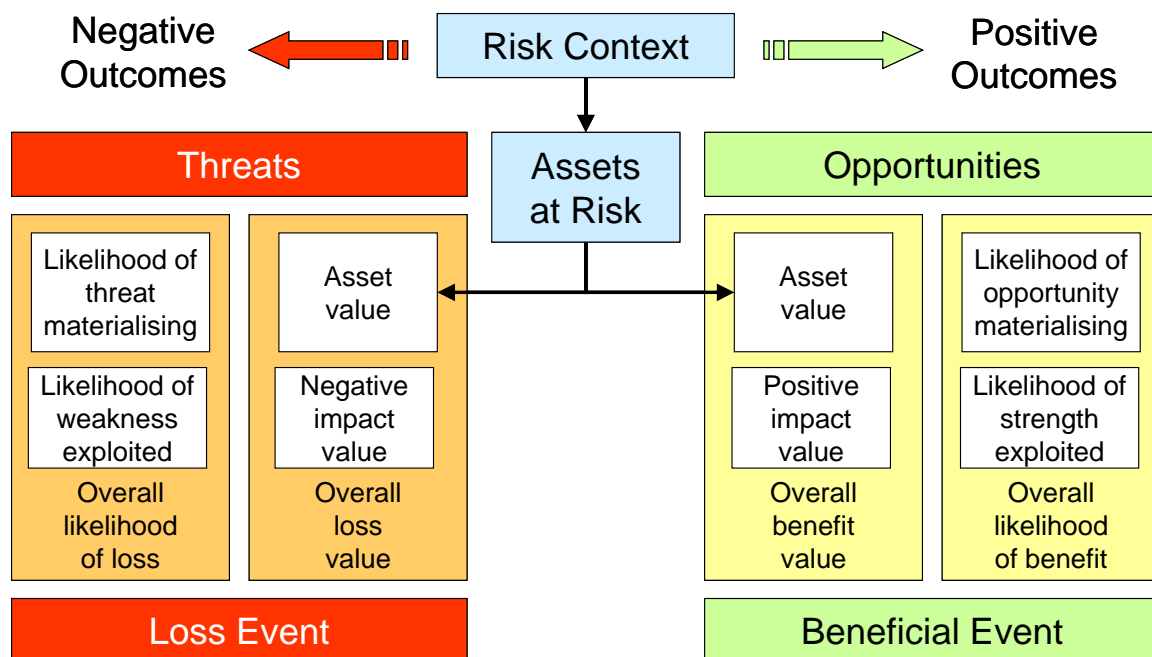 Negative
Outcomes
Risk Context
Positive
Outcomes
Threats
Assets
at Risk
Opportunities
Likelihood of
threat
materialising
Asset
value
Asset
value
Likelihood of
opportunity
materialising
Likelihood of
weakness
exploited
Negative
impact
value
Positive
impact
value
Likelihood of
strength
exploited
Overall
likelihood
of loss
Overall
loss
value
Overall
benefit
value
Overall
likelihood
of benefit
Loss Event
Beneficial Event